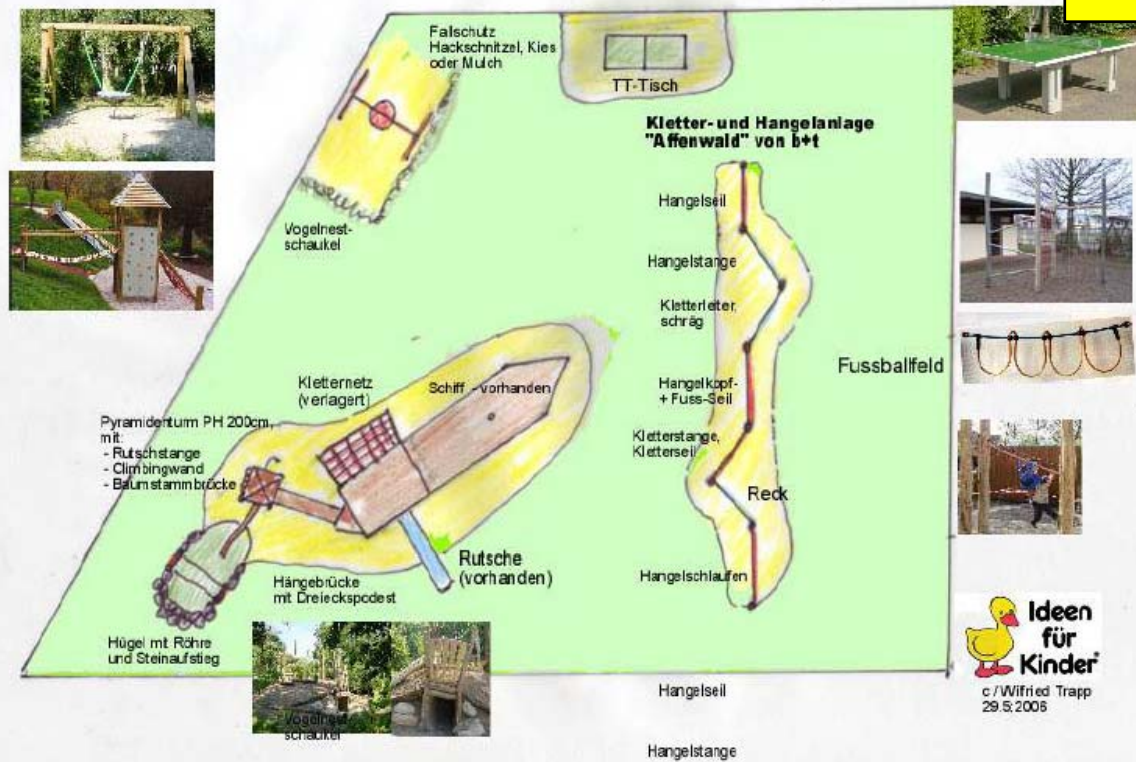 Fallschutz
Hackschnitzel, Kies
oder Mulch
TT-Tisch
Kletter- und Hangelanlage
"Affenwald" von b+t
Hangelseil
Vogelnest-
schaukel
Hangelstange
Kletterleiter,
schräg
Fussballfeld
Kletternetz
(verlagert)
Schiff - vorhanden
Hangelkopf-
+ Fuss-Seil
Pyramidenturm PH 200cm,
mit:
- Rutschstange
- Climbingwand
- Baumstammbrücke
Kletterstange,
Kletterseil
Reck
Rutsche
(vorhanden)
Hängebrücke
mit Dreieckspodest
Hangelschlaufen
Hügel mit Röhre
und Steinaufstieg
Ideen
für
Kinder
c / Wilfried Trapp
29.5.2006
Hangelseil
Vogelnest-
schaukel
Hangelstange